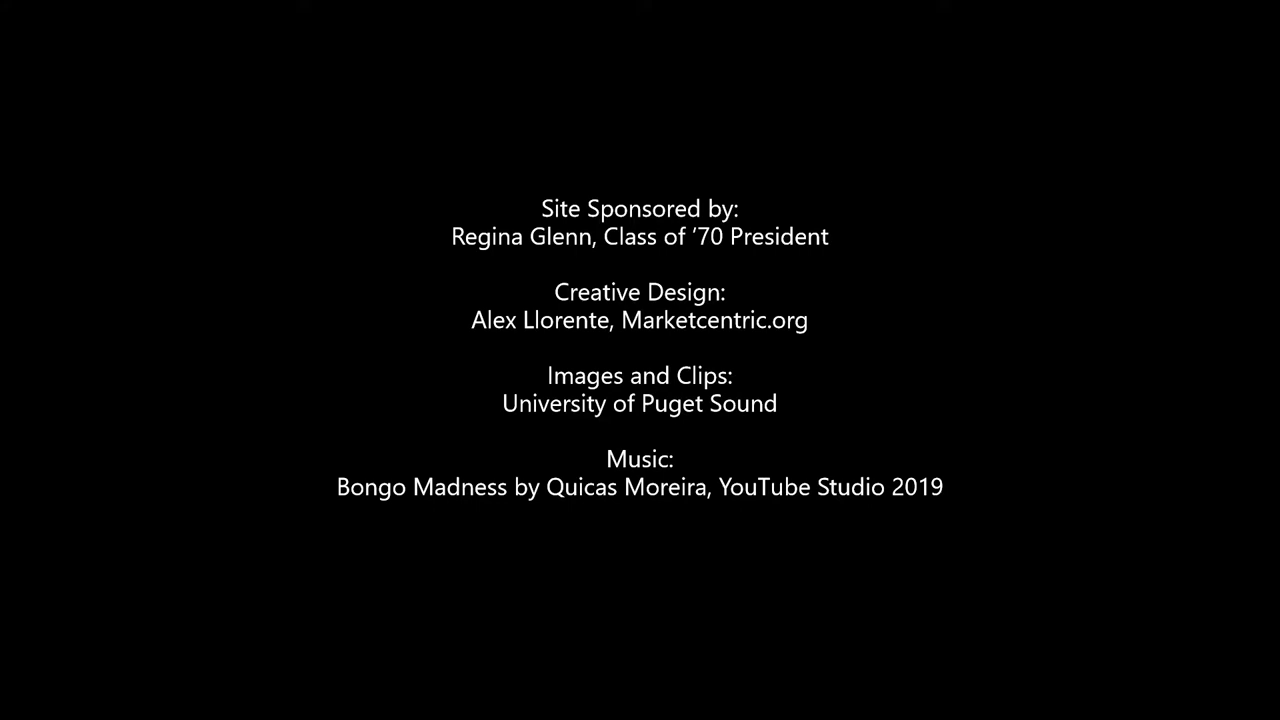 Site Sponsored by:
Regina Glenn, Class of ’70 President
Creative Design:
Alex Llorente, Marketcentric.org
Images and Clips:
University of Puget Sound
Music:
Bongo Madness by Quicas Moreira, YouTube Studio 2019